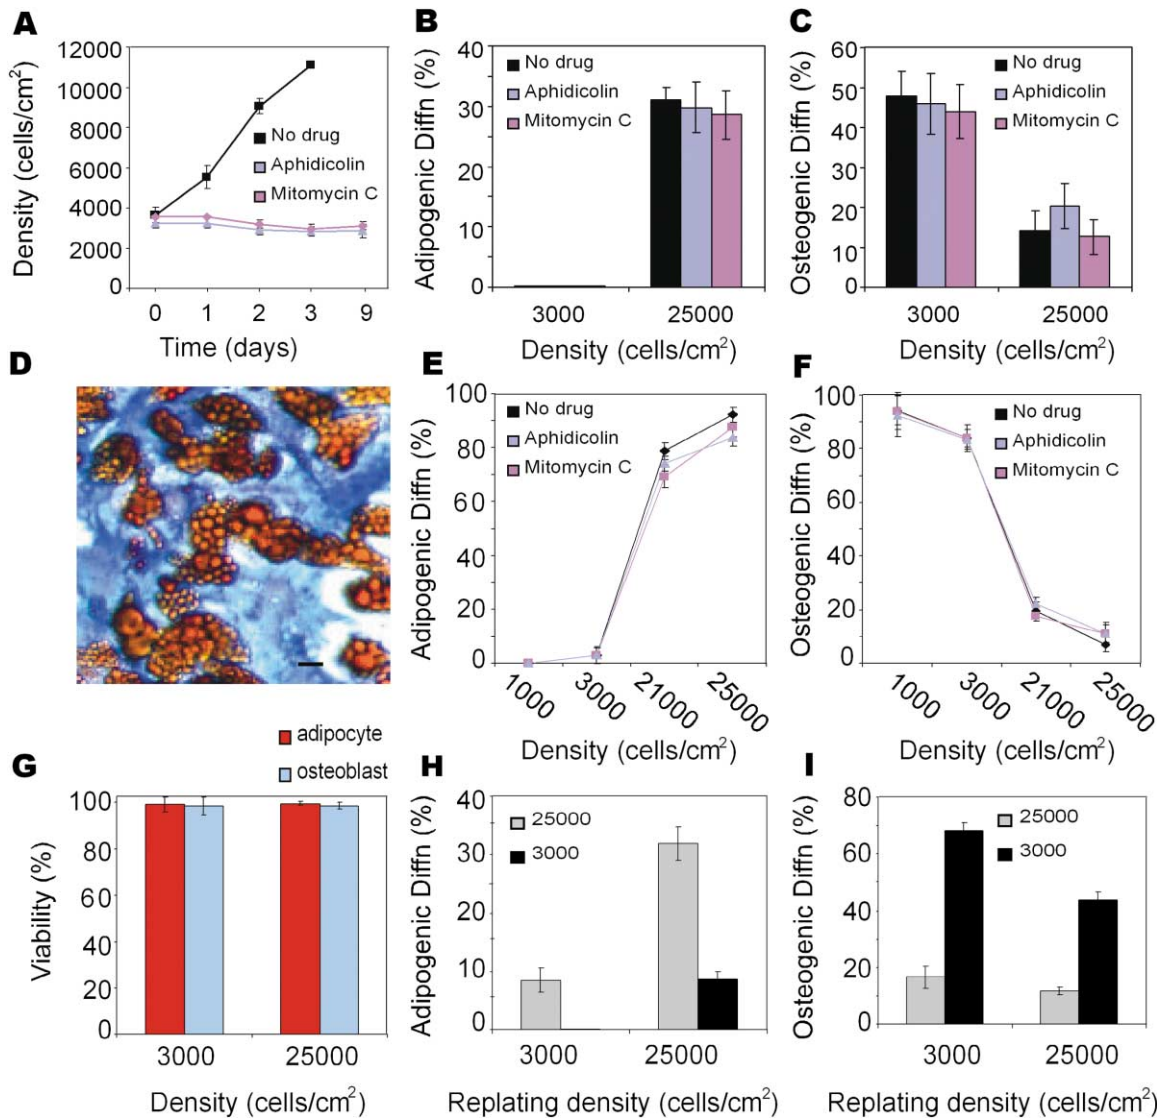 A
12000
10000
8000
6000
4000
2000
0
Density (cells/cm²)
No drug
Aphidicolin
Mitomycin C
0 1 2 3 9
Time (days)
B
40
30
20
10
0
Adipogenic Diffn (%)
No drug
Aphidicolin
Mitomycin C
3000 25000
Density (cells/cm²)
C
60
50
40
30
20
10
0
Osteogenic Diffn (%)
No drug
Aphidicolin
Mitomycin C
3000 25000
Density (cells/cm²)
D
E
100
80
60
40
20
0
Adipogenic Diffn (%)
No drug
Aphidicolin
Mitomycin C
1000 3000 21000 25000
Density (cells/cm²)
F
100
80
60
40
20
0
Osteogenic Diffn (%)
No drug
Aphidicolin
Mitomycin C
1000 3000 21000 25000
Density (cells/cm²)
G
adipocyte
osteoblast
100
80
60
40
20
0
Viability (%)
3000 25000
Density (cells/cm²)
H
40
30
20
10
0
Adipogenic Diffn (%)
25000
3000
3000 25000
Replating density (cells/cm²)
I
80
60
40
20
0
Osteogenic Diffn (%)
25000
3000
3000 25000
Replating density (cells/cm²)